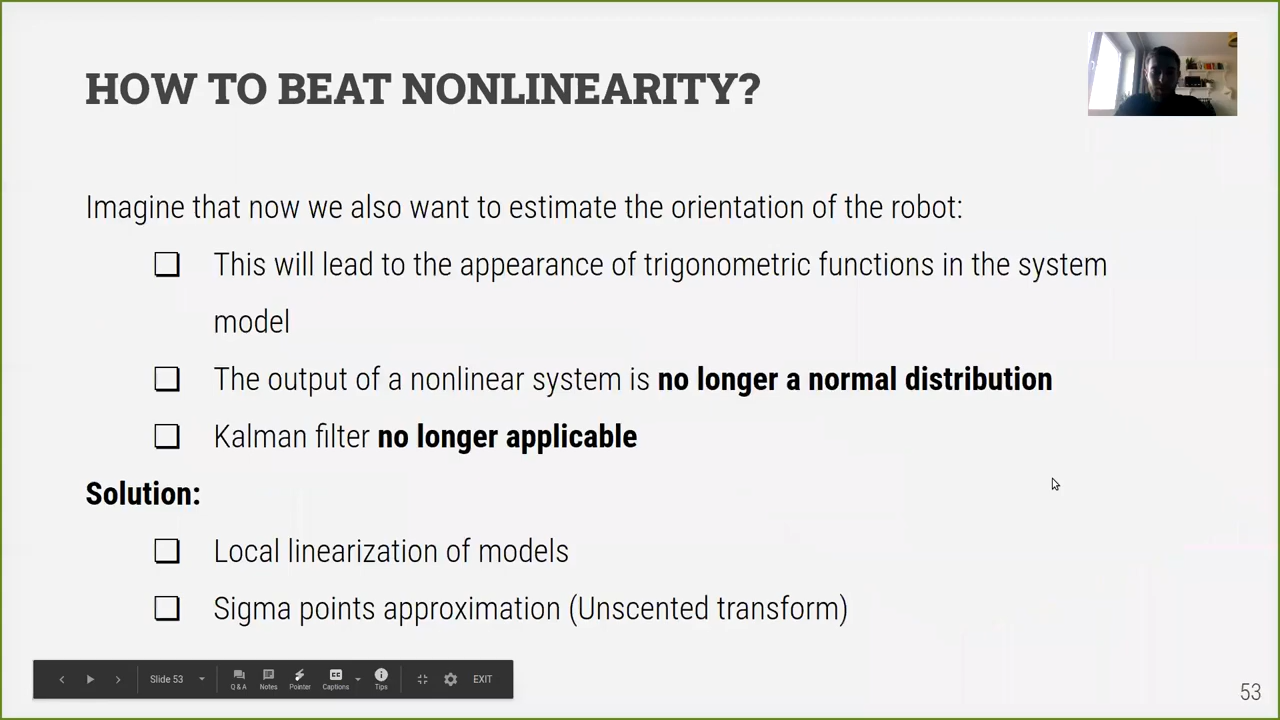 HOW TO BEAT NONLINEARITY?
Imagine that now we also want to estimate the orientation of the robot:
This will lead to the appearance of trigonometric functions in the system
model
The output of a nonlinear system is no longer a normal distribution
Kalman filter no longer applicable
Solution:
Local linearization of models
Sigma points approximation (Unscented transform)
Slide 53
Q & A
Notes
Pointer
Captions
Tips
EXIT
53